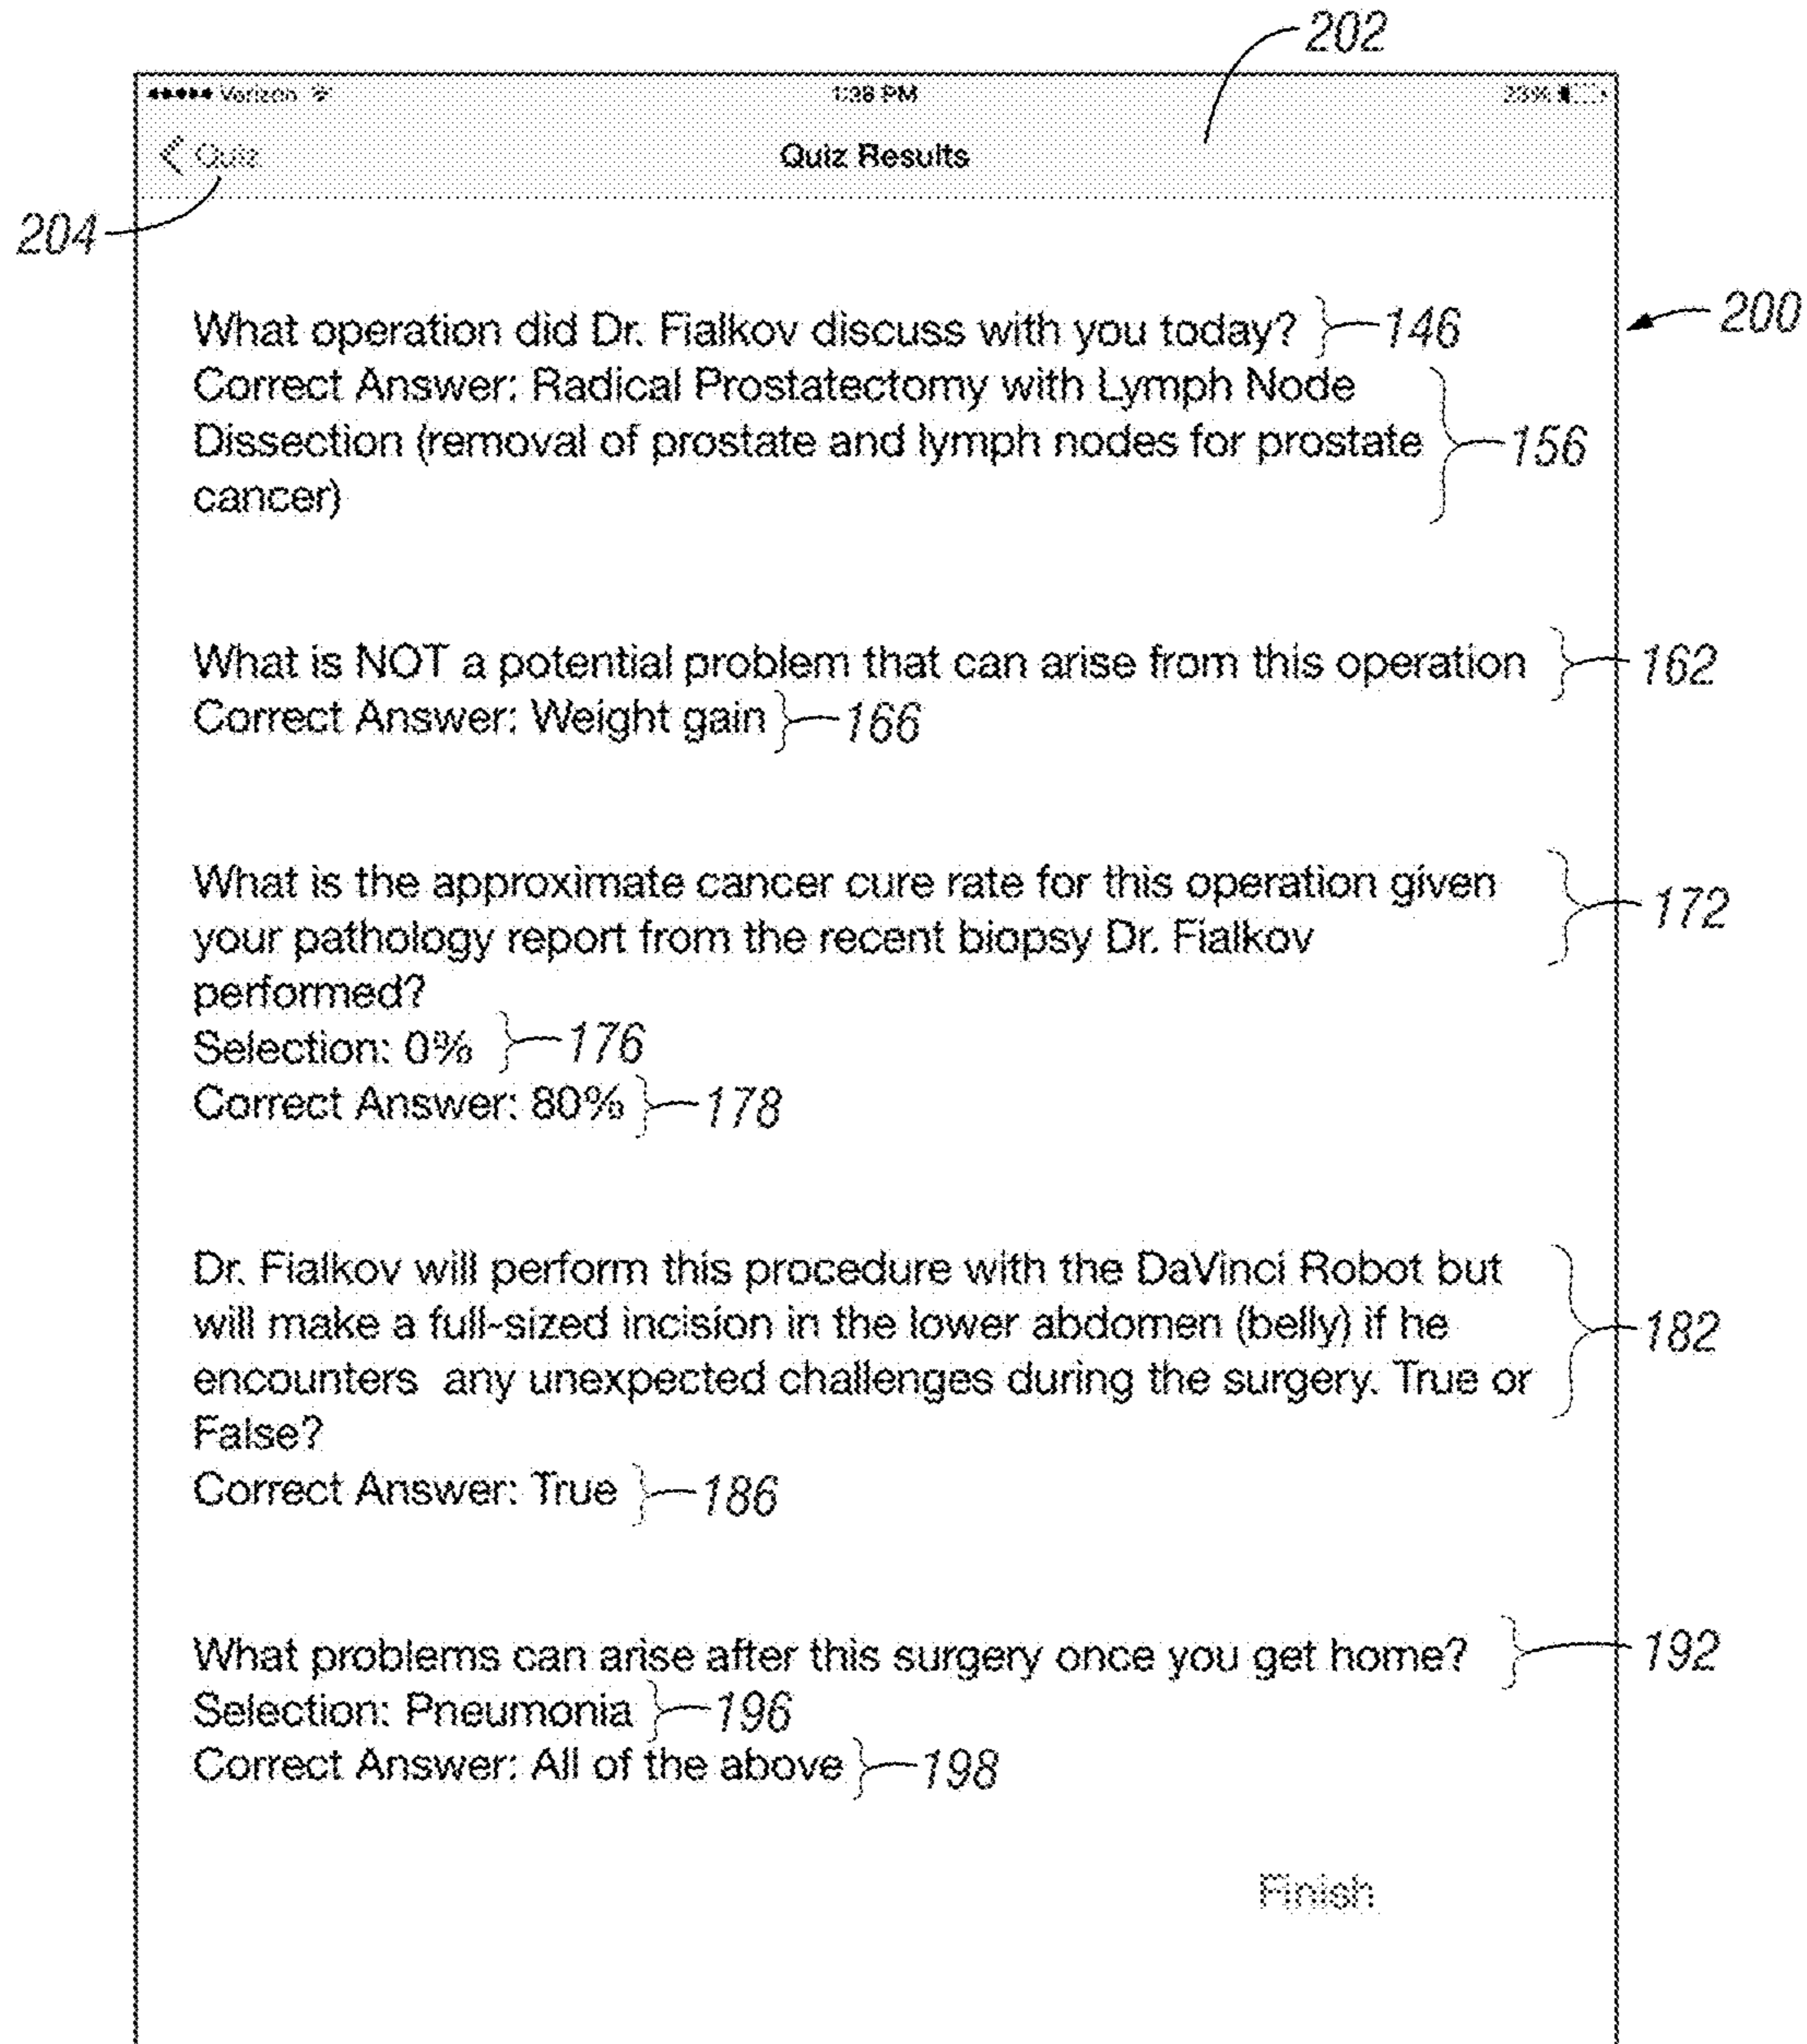 202
Verizon 1:38 PM 23%
Quiz Quiz Results
204
200
What operation did Dr. Fialkov discuss with you today? 146
Correct Answer: Radical Prostatectomy with Lymph Node
Dissection (removal of prostate and lymph nodes for prostate 156
cancer)
What is NOT a potential problem that can arise from this operation 162
Correct Answer: Weight gain 166
What is the approximate cancer cure rate for this operation given 172
your pathology report from the recent biopsy Dr. Fialkov
performed?
Selection: 0% 176
Correct Answer: 80% 178
Dr. Fialkov will perform this procedure with the DaVinci Robot but
will make a full-sized incision in the lower abdomen (belly) if he 182
encounters any unexpected challenges during the surgery. True or
False?
Correct Answer: True 186
What problems can arise after this surgery once you get home? 192
Selection: Pneumonia 196
Correct Answer: All of the above 198
Finish